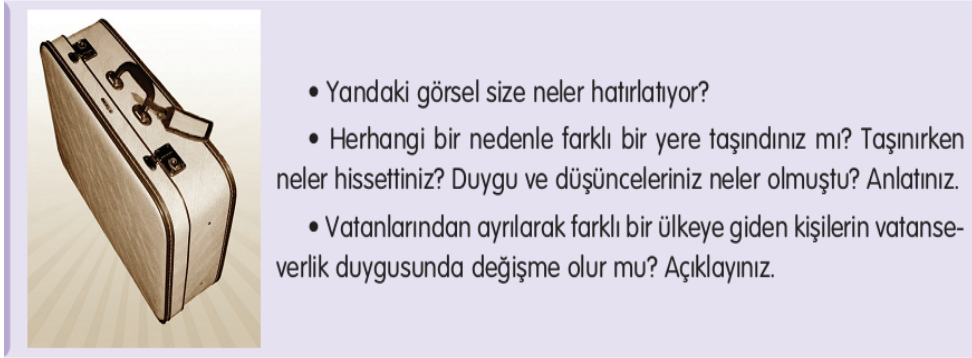 • Yandaki görsel size neler hatırlatıyor?
• Herhangi bir nedenle farklı bir yere taşındınız mı? Taşınırken
neler hissettiniz? Duygu ve düşünceleriniz neler olmuştu? Anlatınız.
• Vatanlarından ayrılarak farklı bir ülkeye giden kişilerin vatanse-
verlik duygusunda değişme olur mu? Açıklayınız.